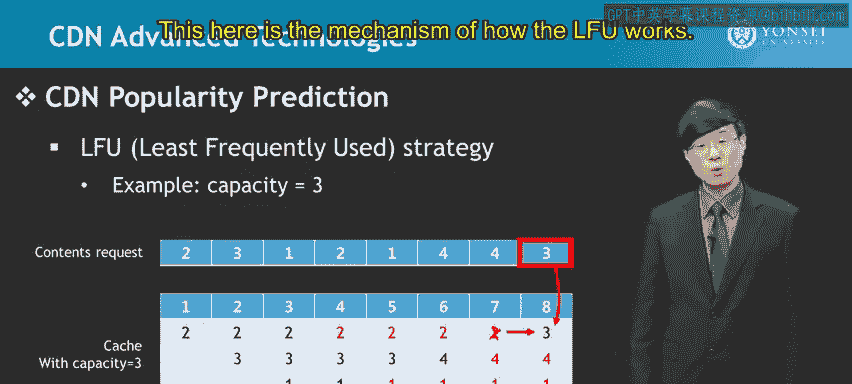 This here is the mechanism of how the LFU works.
CDN Advanced Technologies
YONSEI
UNIVERSITY
❖ CDN Popularity Prediction
▪ LFU (Least Frequently Used) strategy
• Example: capacity = 3
Contents request 2 3 1 2 1 4 4 3
1 2 3 4 5 6 7 8
2 2 2 2 2 2 2 3
Cache
With capacity=3
3 3 3 3 4 4 4
1 1 1 1 1 1